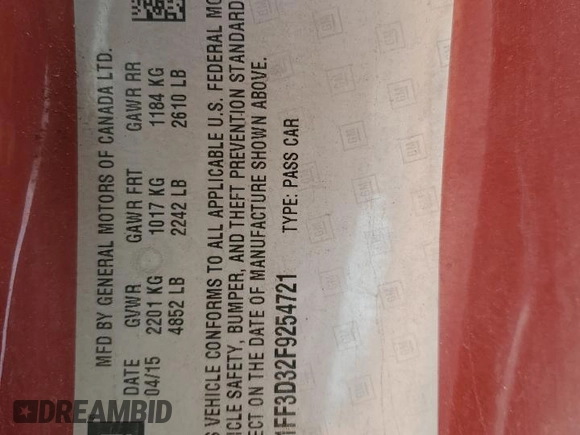 MFD BY GENERAL MOTORS OF CANADA LTD.
DATE GVWR GAWR FRT GAWR RR
04/15 2201 KG 1017 KG 1184 KG
4852 LB 2242 LB 2610 LB
VEHICLE CONFORMS TO ALL APPLICABLE U.S. FEDERAL
SAFETY, BUMPER, AND THEFT PREVENTION STANDARD
ON THE DATE OF MANUFACTURE SHOWN ABOVE.
1FF3D32F9254721 TYPE: PASS CAR
GM
DREAMBID